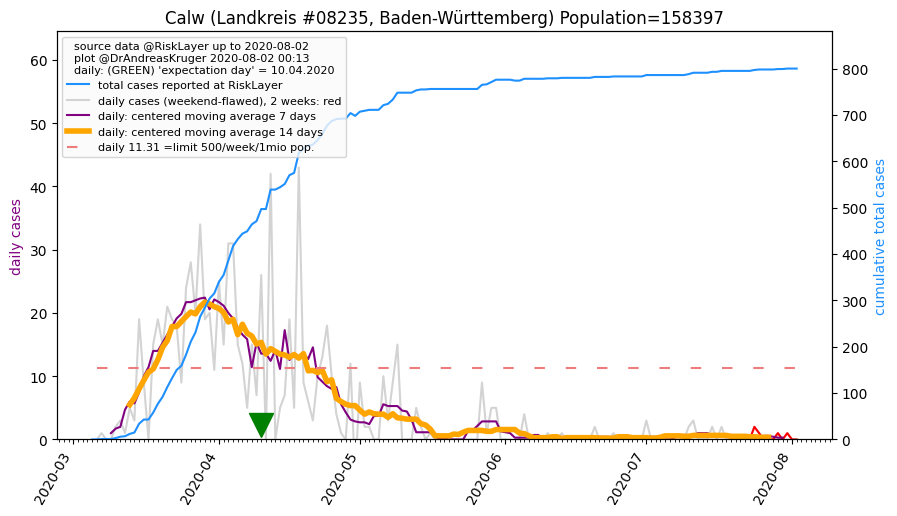 Calw (Landkreis #08235, Baden-Württemberg) Population=158397
source data @RiskLayer up to 2020-08-02
plot @DrAndreasKruger 2020-08-02 00:13
daily: (GREEN) 'expectation day' = 10.04.2020
total cases reported at RiskLayer
daily cases (weekend-flawed), 2 weeks: red
daily: centered moving average 7 days
daily: centered moving average 14 days
daily 11.31 =limit 500/week/1mio pop.
daily cases
60
50
40
30
20
10
0
cumulative total cases
800
700
600
500
400
300
200
100
0
2020-03
2020-04
2020-05
2020-06
2020-07
2020-08